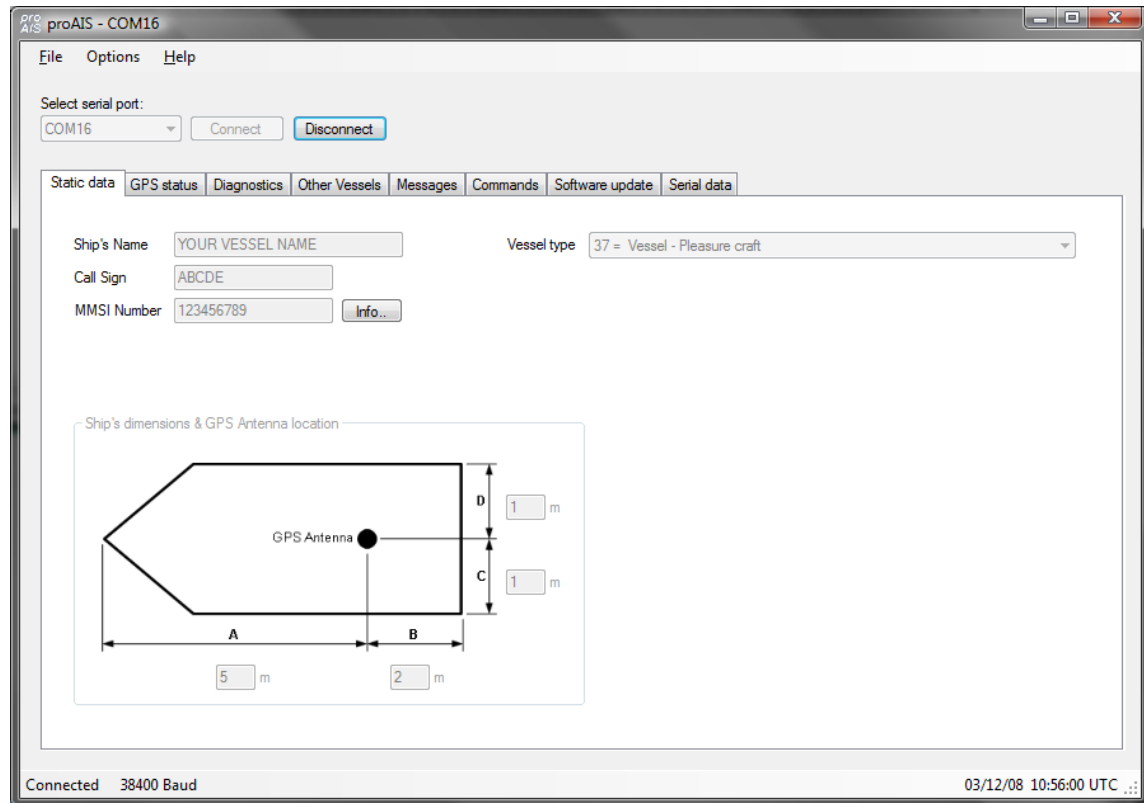 pro AIS proAIS - COM16
File Options Help
Select serial port:
COM16 Connect Disconnect
Static data GPS status Diagnostics Other Vessels Messages Commands Software update Serial data
Ship's Name YOUR VESSEL NAME Vessel type 37 = Vessel - Pleasure craft
Call Sign ABCDE
MMSI Number 123456789 Info..
Ship's dimensions & GPS Antenna location
D 1 m
GPS Antenna
C 1 m
A B
5 m 2 m
Connected 38400 Baud 03/12/08 10:56:00 UTC